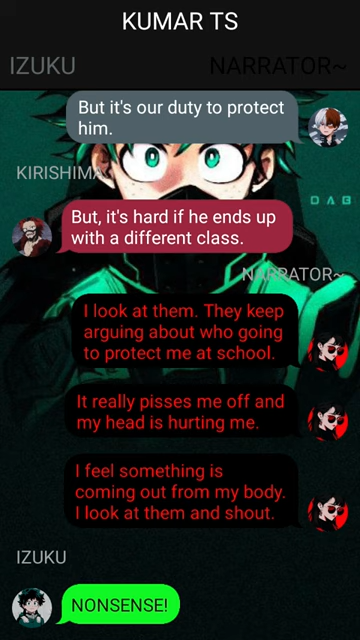 KUMAR TS
IZUKU
NARRATOR~
But it's our duty to protect
him.
KIRISHIMA
DAB
But, it's hard if he ends up
with a different class.
NARRATOR~
I look at them. They keep
arguing about who going
to protect me at school.
It really pisses me off and
my head is hurting me.
I feel something is
coming out from my body.
I look at them and shout.
IZUKU
NONSENSE!